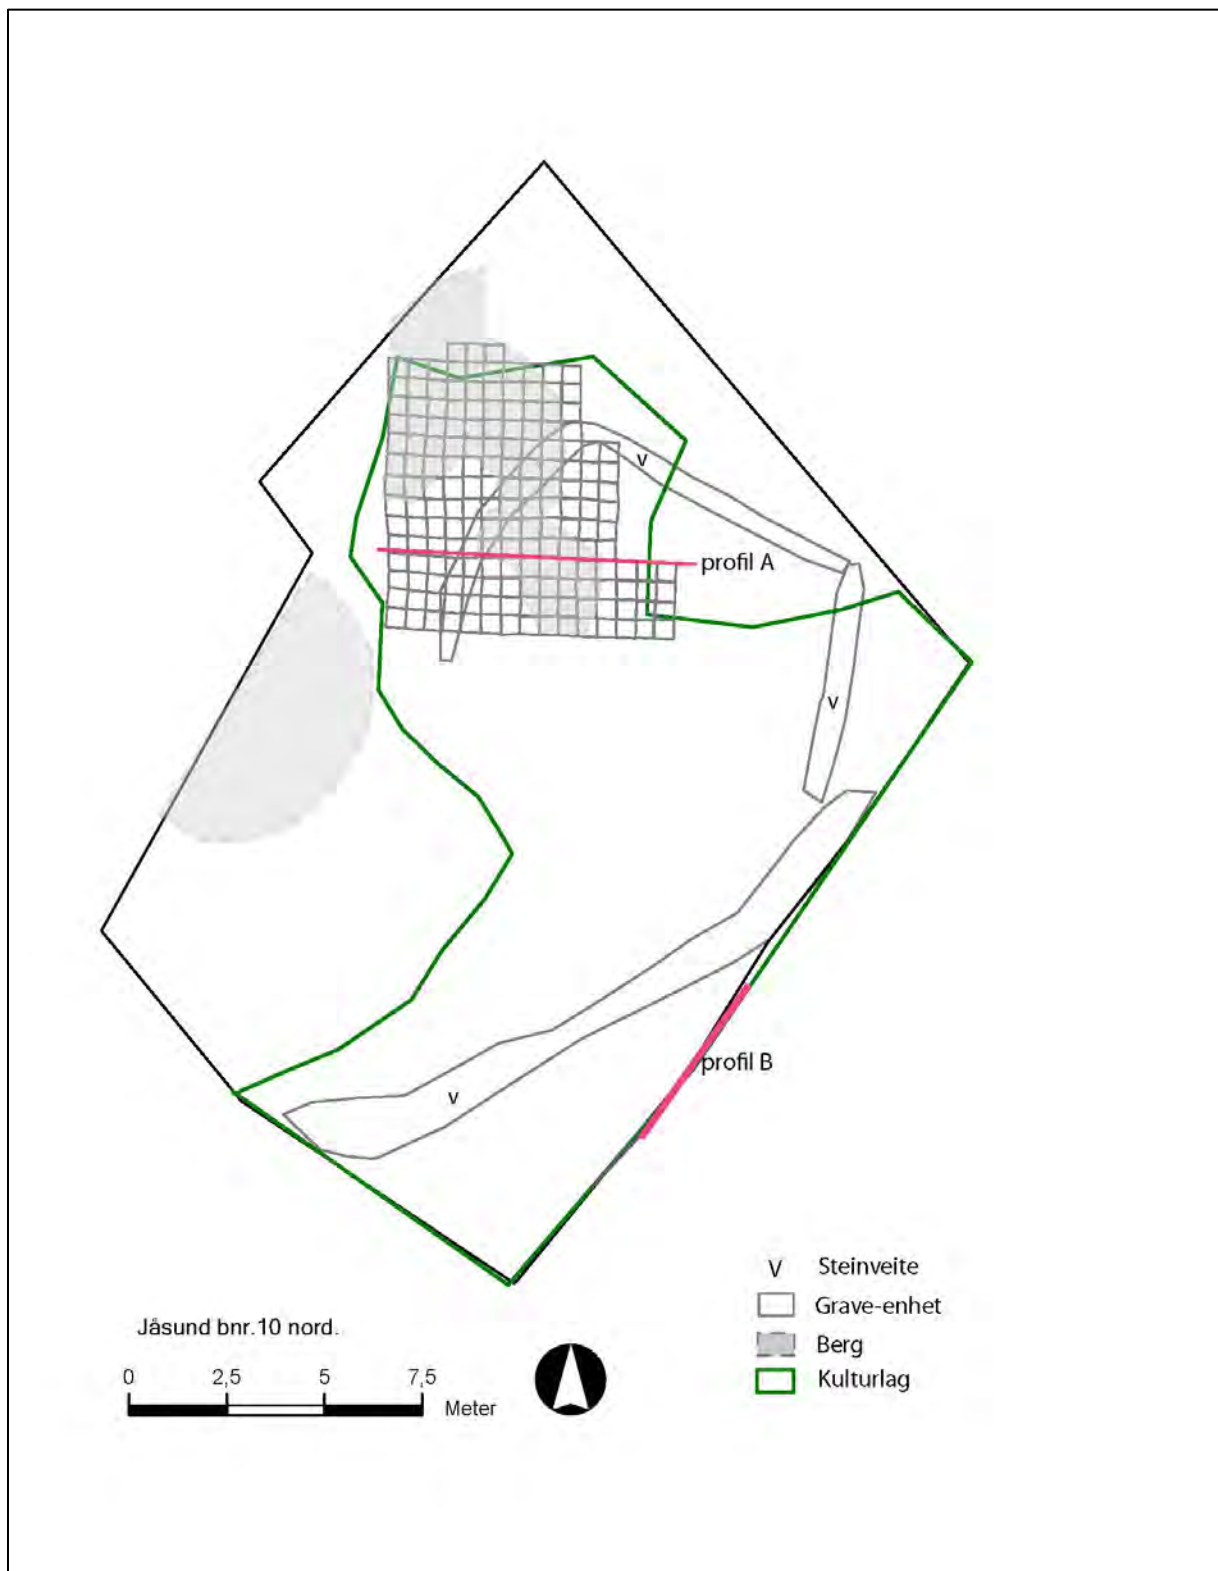 v
profil A
v
profil B
v
v Steinveite
Grave-enhet
Berg
Kulturlag
Jåsund bnr.10 nord.
0 2,5 5 7,5
Meter